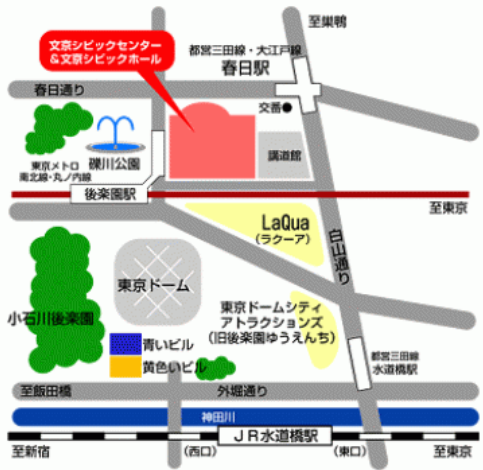 至巣鴨
文京シビックセンター
&文京シビックホール
都営三田線・大江戸線
春日駅
春日通り
交番
東京メトロ
南北線・丸ノ内線
礫川公園
講道館
後楽園駅
至東京
LaQua
(ラクーア)
白山通り
東京ドーム
小石川後楽園
東京ドームシティ
アトラクションズ
(旧後楽園ゆうえんち)
青いビル
黄色いビル
都営三田線
水道橋駅
至飯田橋
外堀通り
神田川
JR水道橋駅
至新宿
(西口)
(東口)
至東京